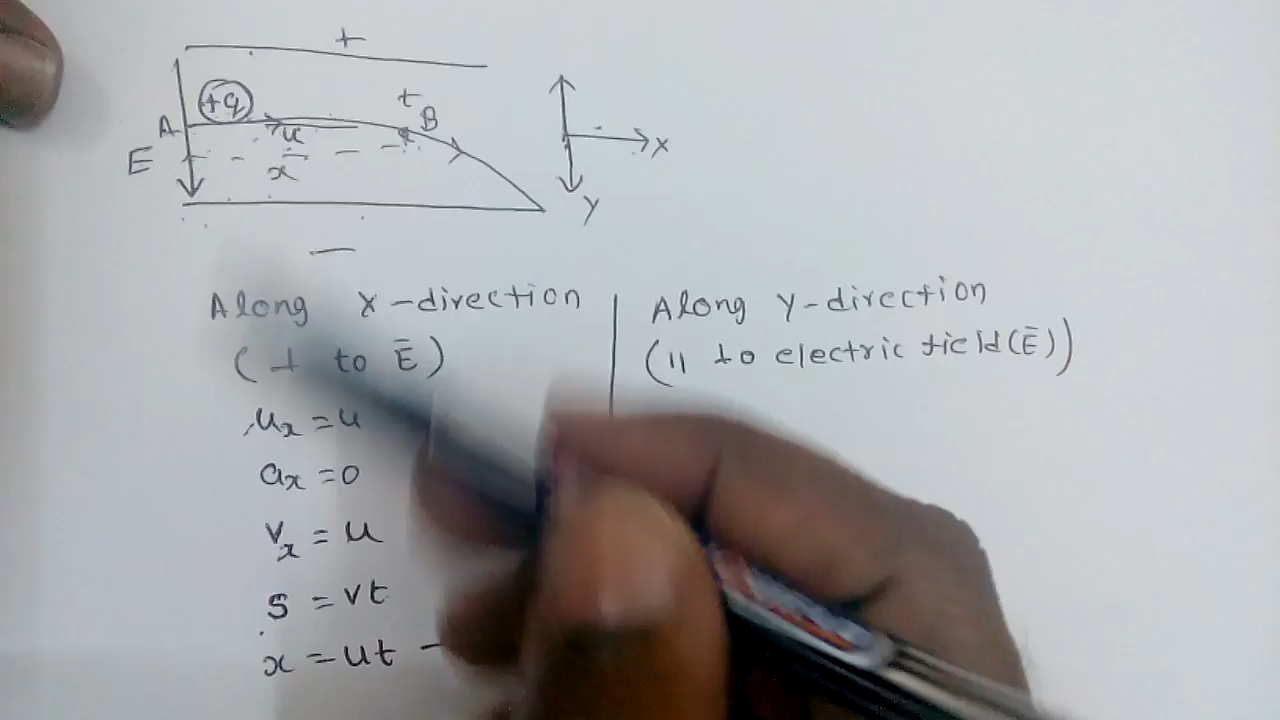 +
+q
t
A
B
u
E
x
X
Y
—
Along X-direction
(⊥ to Ē)
ux = u
ax = 0
vx = u
s = vt
x = ut -
Along Y-direction
(|| to electric field(Ē))